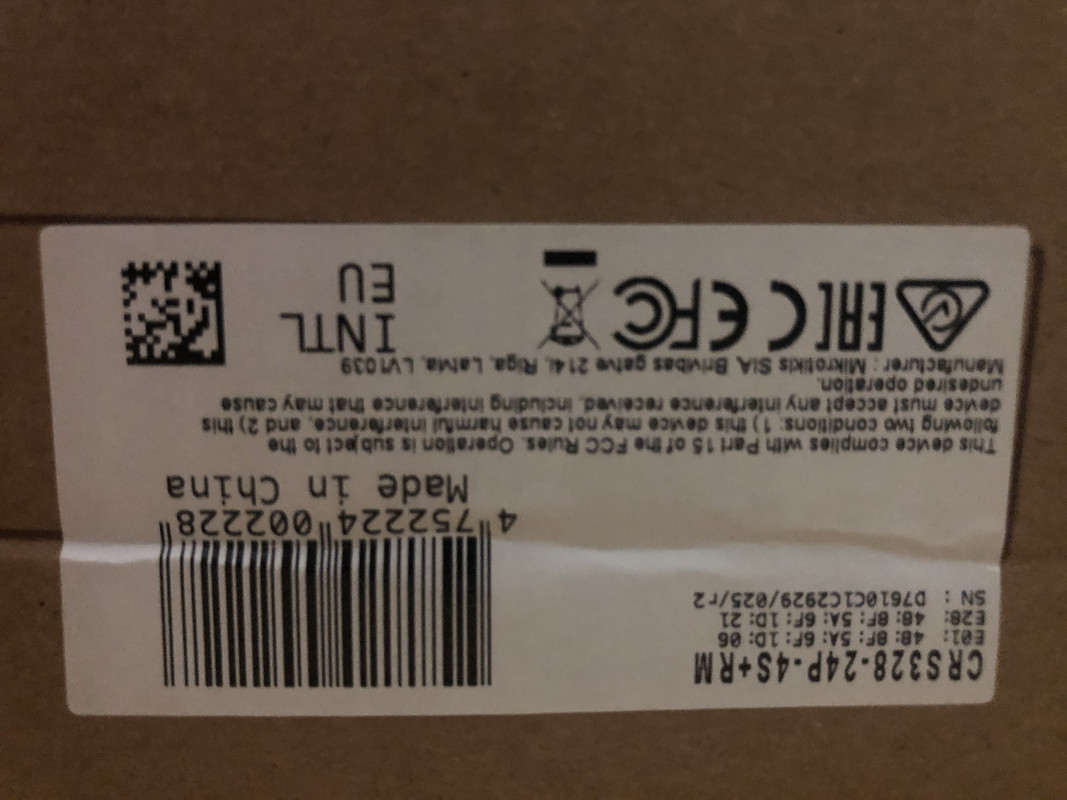 CRS328-24P-4S+RM
E01: 48:8F:5A:6F:1D:06
E28: 48:8F:5A:6F:1D:21
SN : D7610C1C2929/025/r2
4 752224 002228
Made in China
This device complies with Part 15 of the FCC Rules. Operation is subject to the
following two conditions: 1) this device may not cause harmful interference, and 2) this
device must accept any interference received, including interference that may cause
undesired operation.
Manufacturer : Mikrotikls SIA, Brivibas gatve 214i, Riga, Latvia, LV1039
EAC CE FC
INTL
EU